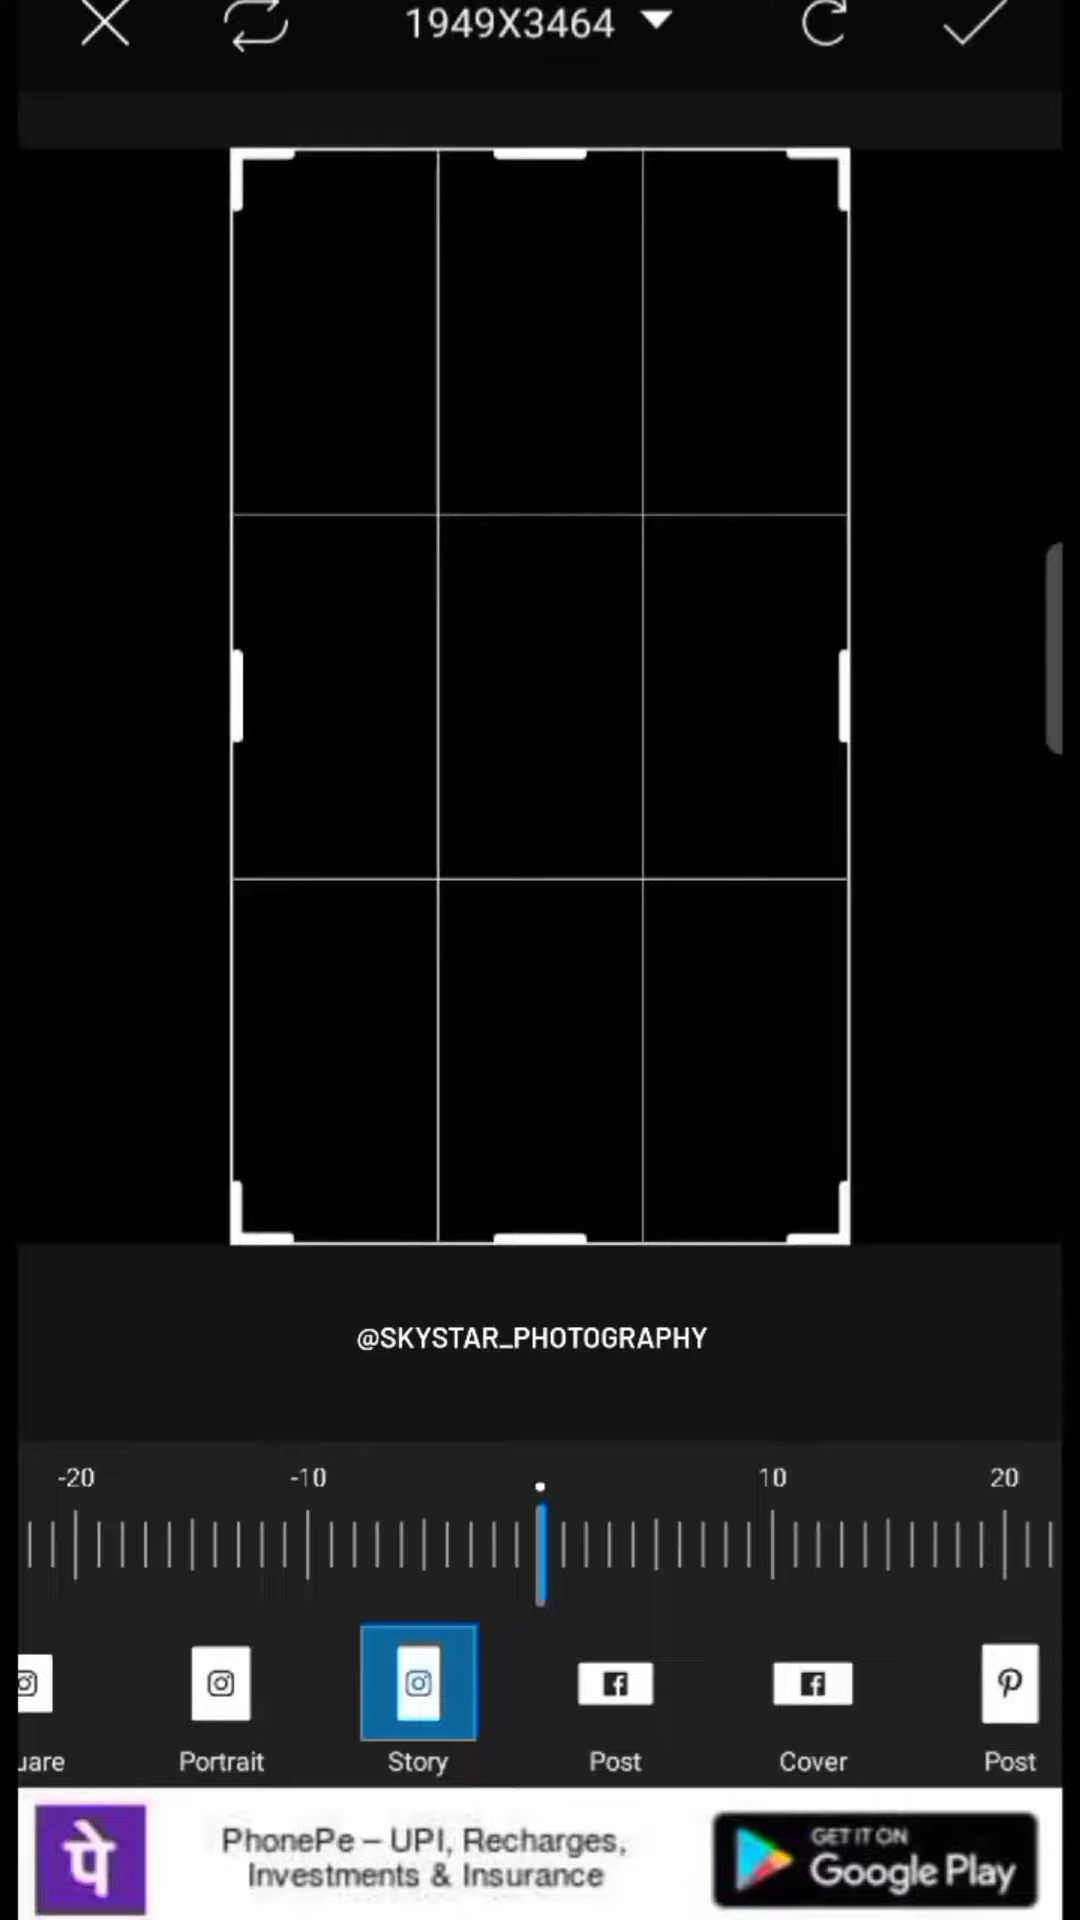 1949X3464
@SKYSTAR_PHOTOGRAPHY
-20 -10 10 20
uare Portrait Story Post Cover Post
पे
PhonePe – UPI, Recharges,
Investments & Insurance
GET IT ON
Google Play